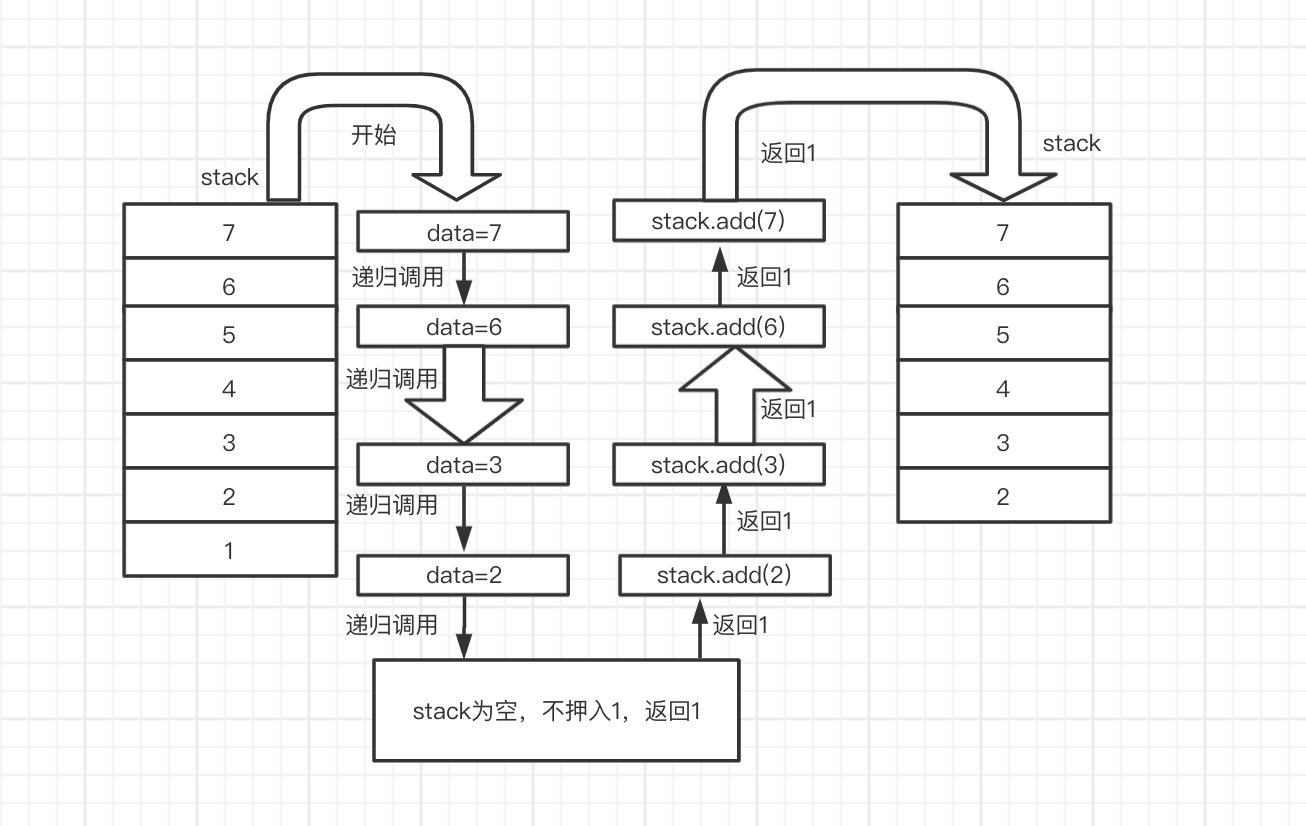 stack
开始
7
6
5
4
3
2
1
data=7
递归调用
data=6
递归调用
data=3
递归调用
data=2
递归调用
stack为空，不押入1，返回1
返回1
stack.add(2)
返回1
stack.add(3)
返回1
stack.add(6)
返回1
stack.add(7)
返回1
stack
7
6
5
4
3
2